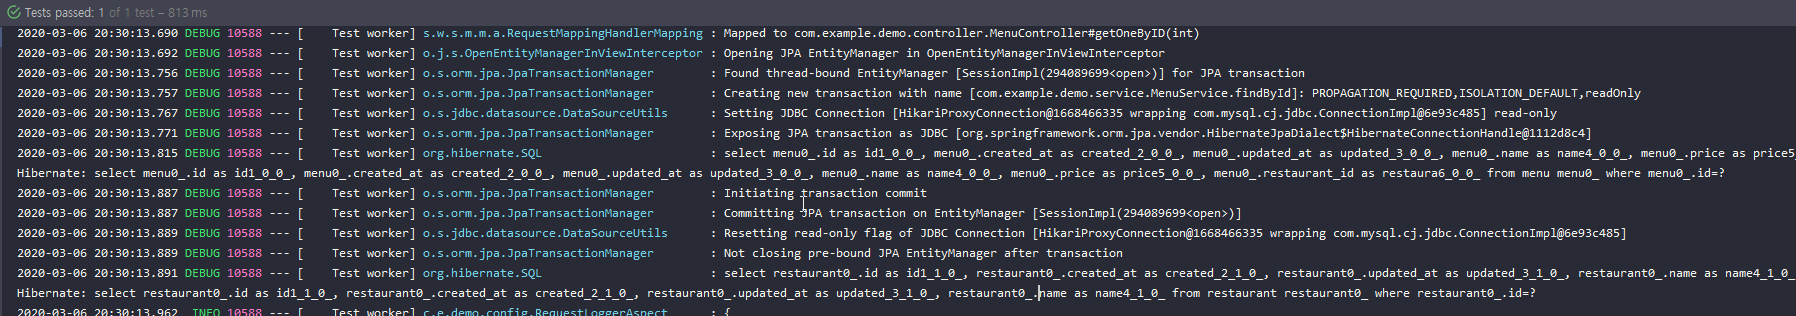 Tests passed: 1 of 1 test – 813 ms
2020-03-06 20:30:13.690 DEBUG 10588 --- [    Test worker] s.w.s.m.m.a.RequestMappingHandlerMapping : Mapped to com.example.demo.controller.MenuController#getOneByID(int)
2020-03-06 20:30:13.692 DEBUG 10588 --- [    Test worker] o.j.s.OpenEntityManagerInViewInterceptor : Opening JPA EntityManager in OpenEntityManagerInViewInterceptor
2020-03-06 20:30:13.756 DEBUG 10588 --- [    Test worker] o.s.orm.jpa.JpaTransactionManager        : Found thread-bound EntityManager [SessionImpl(294089699<open>)] for JPA transaction
2020-03-06 20:30:13.757 DEBUG 10588 --- [    Test worker] o.s.orm.jpa.JpaTransactionManager        : Creating new transaction with name [com.example.demo.service.MenuService.findById]: PROPAGATION_REQUIRED,ISOLATION_DEFAULT,readOnly
2020-03-06 20:30:13.767 DEBUG 10588 --- [    Test worker] o.s.jdbc.datasource.DataSourceUtils      : Setting JDBC Connection [HikariProxyConnection@1668466335 wrapping com.mysql.cj.jdbc.ConnectionImpl@6e93c485] read-only
2020-03-06 20:30:13.771 DEBUG 10588 --- [    Test worker] o.s.orm.jpa.JpaTransactionManager        : Exposing JPA transaction as JDBC [org.springframework.orm.jpa.vendor.HibernateJpaDialect$HibernateConnectionHandle@1112d8c4]
2020-03-06 20:30:13.815 DEBUG 10588 --- [    Test worker] org.hibernate.SQL                        : select menu0_.id as id1_0_0_, menu0_.created_at as created_2_0_0_, menu0_.updated_at as updated_3_0_0_, menu0_.name as name4_0_0_, menu0_.price as price5_
Hibernate: select menu0_.id as id1_0_0_, menu0_.created_at as created_2_0_0_, menu0_.updated_at as updated_3_0_0_, menu0_.name as name4_0_0_, menu0_.price as price5_0_0_, menu0_.restaurant_id as restaura6_0_0_ from menu menu0_ where menu0_.id=?
2020-03-06 20:30:13.887 DEBUG 10588 --- [    Test worker] o.s.orm.jpa.JpaTransactionManager        : Initiating transaction commit
2020-03-06 20:30:13.887 DEBUG 10588 --- [    Test worker] o.s.orm.jpa.JpaTransactionManager        : Committing JPA transaction on EntityManager [SessionImpl(294089699<open>)]
2020-03-06 20:30:13.889 DEBUG 10588 --- [    Test worker] o.s.jdbc.datasource.DataSourceUtils      : Resetting read-only flag of JDBC Connection [HikariProxyConnection@1668466335 wrapping com.mysql.cj.jdbc.ConnectionImpl@6e93c485]
2020-03-06 20:30:13.889 DEBUG 10588 --- [    Test worker] o.s.orm.jpa.JpaTransactionManager        : Not closing pre-bound JPA EntityManager after transaction
2020-03-06 20:30:13.891 DEBUG 10588 --- [    Test worker] org.hibernate.SQL                        : select restaurant0_.id as id1_1_0_, restaurant0_.created_at as created_2_1_0_, restaurant0_.updated_at as updated_3_1_0_, restaurant0_.name as name4_1_0_
Hibernate: select restaurant0_.id as id1_1_0_, restaurant0_.created_at as created_2_1_0_, restaurant0_.updated_at as updated_3_1_0_, restaurant0_.name as name4_1_0_ from restaurant restaurant0_ where restaurant0_.id=?
2020-03-06 20:30:13.962  INFO 10588 --- [    Test worker] c.e.demo.config.RequestLoggerAspect      : {